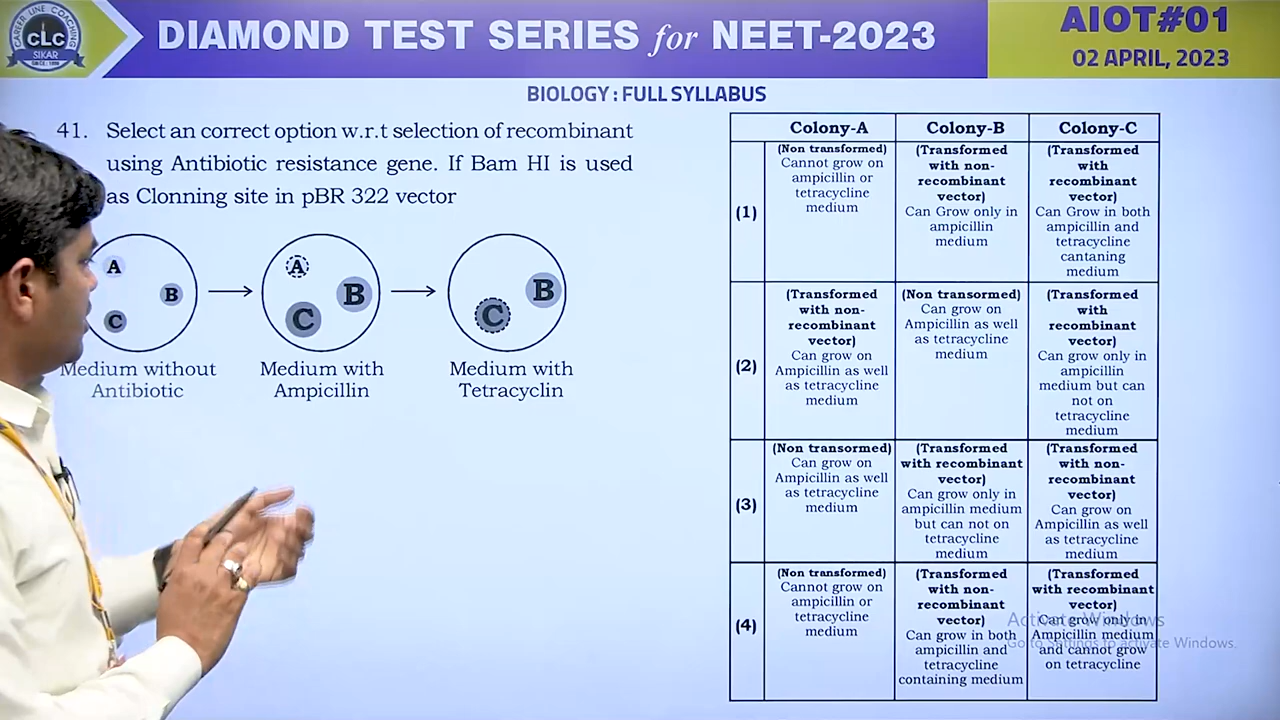 CAREER LINE COACHING
CLC
SIKAR
DIAMOND TEST SERIES for NEET-2023
AIOT#01
02 APRIL, 2023
BIOLOGY : FULL SYLLABUS
41. Select an correct option w.r.t selection of recombinant
using Antibiotic resistance gene. If Bam HI is used
as Clonning site in pBR 322 vector
A
B
C
Medium without
Antibiotic
A
B
C
Medium with
Ampicillin
B
C
Medium with
Tetracyclin
Colony-A Colony-B Colony-C
(1)
(Non transformed)
Cannot grow on
ampicillin or
tetracycline
medium
(Transformed
with non-
recombinant
vector)
Can Grow only in
ampicillin
medium
(Transformed
with
recombinant
vector)
Can Grow in both
ampicillin and
tetracycline
cantaning
medium
(2)
(Transformed
with non-
recombinant
vector)
Can grow on
Ampicillin as well
as tetracycline
medium
(Non transormed)
Can grow on
Ampicillin as well
as tetracycline
medium
(Transformed
with
recombinant
vector)
Can grow only in
ampicillin
medium but can
not on
tetracycline
medium
(3)
(Non transormed)
Can grow on
Ampicillin as well
as tetracycline
medium
(Transformed
with recombinant
vector)
Can grow only in
ampicillin medium
but can not on
tetracycline
medium
(Transformed
with non-
recombinant
vector)
Can grow on
Ampicillin as well
as tetracycline
medium
(4)
(Non transformed)
Cannot grow on
ampicillin or
tetracycline
medium
(Transformed
with non-
recombinant
vector)
Can grow in both
ampicillin and
tetracycline
containing medium
(Transformed
with recombinant
vector)
Can grow only in
Ampicillin medium
and cannot grow
on tetracycline
Activate Windows
Go to Settings to activate Windows.